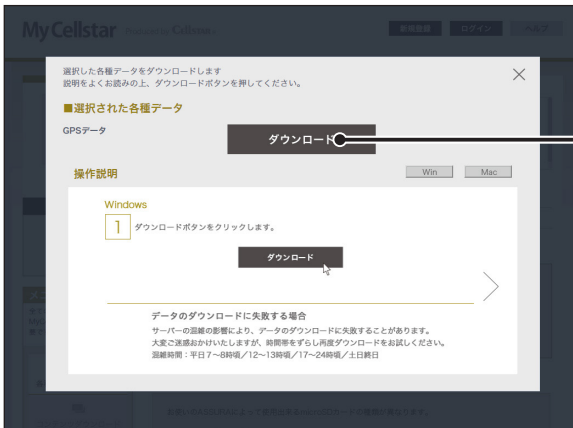 My Cellstar
新規登録 ログイン ヘルプ
選択した各種データをダウンロードします
説明をよくお読みの上、ダウンロードボタンを押してください。
■選択された各種データ
GPSデータ
ダウンロード
操作説明
Win Mac
Windows
1 ダウンロードボタンをクリックします。
ダウンロード
データのダウンロードに失敗する場合
サーバーの混雑の影響により、データのダウンロードに失敗することがあります。
大変ご迷惑おかけいたしますが、時間帯をずらし再度ダウンロードをお試しください。
混雑時間：平日7～8時頃／12～13時頃／17～24時頃／土日終日